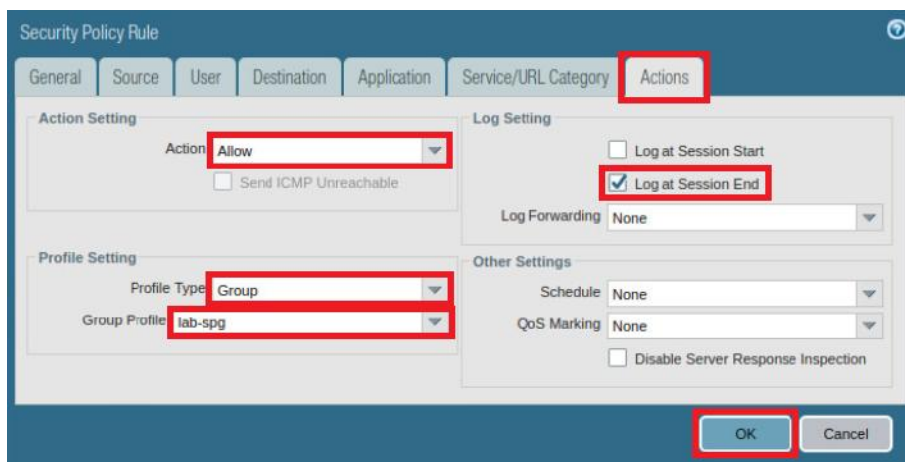 Security Policy Rule
General Source User Destination Application Service/URL Category Actions
Action Setting
Action Allow
Send ICMP Unreachable
Profile Setting
Profile Type Group
Group Profile lab-spg
Log Setting
Log at Session Start
Log at Session End
Log Forwarding None
Other Settings
Schedule None
QoS Marking None
Disable Server Response Inspection
OK Cancel